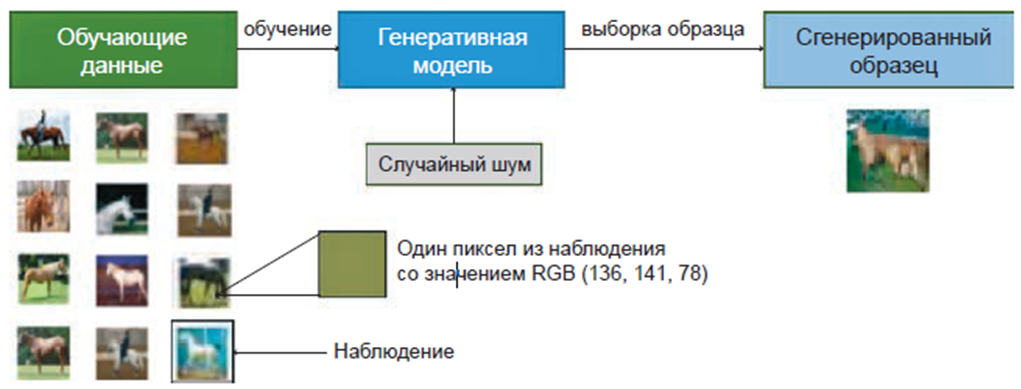 Обучающие
данные
обучение
Генеративная
модель
выборка образца
Сгенерированный
образец
Случайный шум
Один пиксел из наблюдения
со значением RGB (136, 141, 78)
Наблюдение